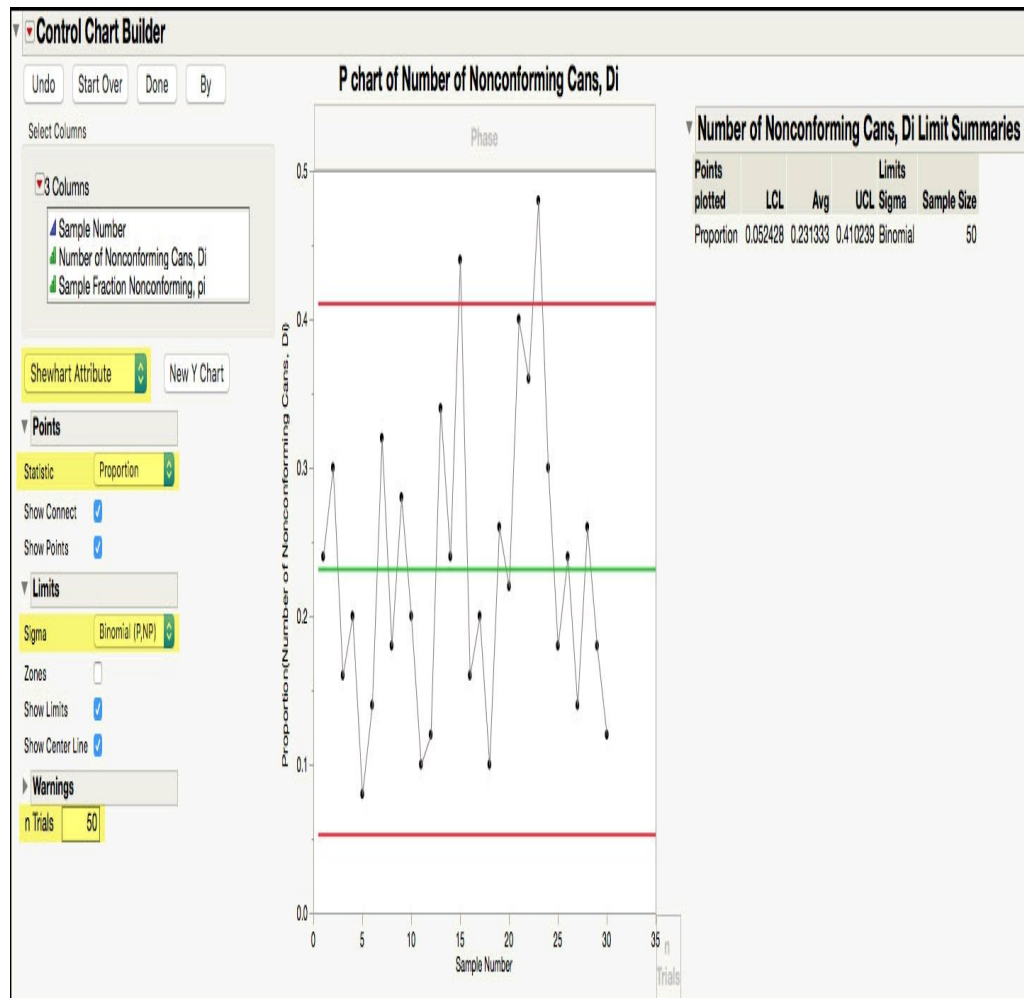 Control Chart Builder
Undo Start Over Done By
Select Columns
3 Columns
Sample Number
Number of Nonconforming Cans, Di
Sample Fraction Nonconforming, pi
Shewhart Attribute New Y Chart
Points
Statistic Proportion
Show Connect
Show Points
Limits
Sigma Binomial (P,NP)
Zones
Show Limits
Show Center Line
Warnings
n Trials 50
P chart of Number of Nonconforming Cans, Di
Phase
Proportion(Number of Nonconforming Cans, Di)
0.5
0.4
0.3
0.2
0.1
0.0
0 5 10 15 20 25 30 35
Sample Number
n
Trials
Number of Nonconforming Cans, Di Limit Summaries
Points Limits
plotted LCL Avg UCL Sigma Sample Size
Proportion 0.052428 0.231333 0.410239 Binomial 50